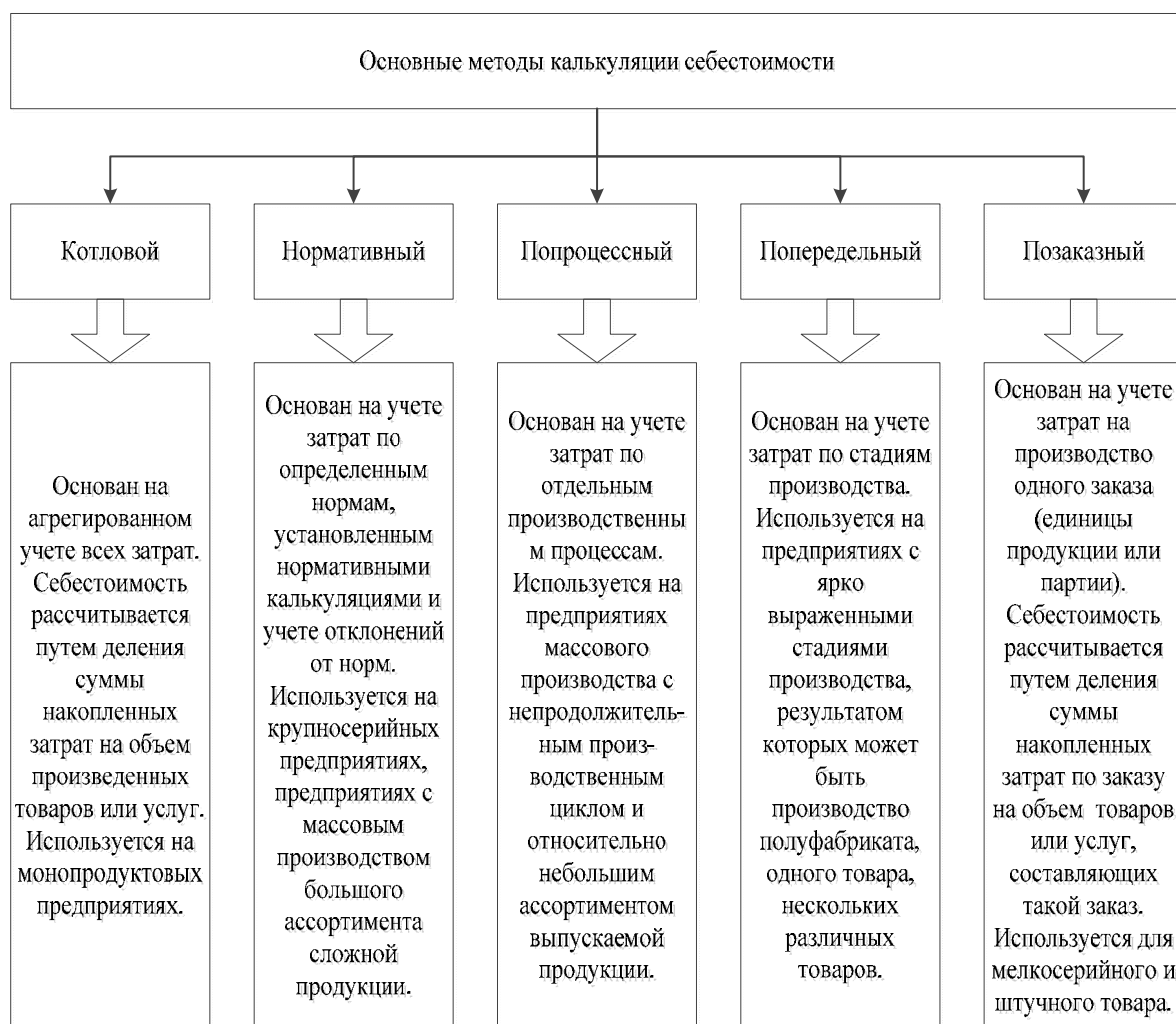 Основные методы калькуляции себестоимости
Котловой
Нормативный
Попроцессный
Попередельный
Позаказный
Основан на
агрегированном
учете всех затрат.
Себестоимость
рассчитывается
путем деления
суммы
накопленных
затрат на объем
произведенных
товаров или услуг.
Используется на
монопродуктовых
предприятиях.
Основан на учете
затрат по
определенным
нормам,
установленным
нормативными
калькуляциями и
учете отклонений
от норм.
Используется на
крупносерийных
предприятиях,
предприятиях с
массовым
производством
большого
ассортимента
сложной
продукции.
Основан на учете
затрат по
отдельным
производственны
м процессам.
Используется на
предприятиях
массового
производства с
непродолжитель-
ным произ-
водственным
циклом и
относительно
небольшим
ассортиментом
выпускаемой
продукции.
Основан на учете
затрат по стадиям
производства.
Используется на
предприятиях с
ярко
выраженными
стадиями
производства,
результатом
которых может
быть
производство
полуфабриката,
одного товара,
нескольких
различных
товаров.
Основан на учете
затрат на
производство
одного заказа
(единицы
продукции или
партии).
Себестоимость
рассчитывается
путем деления
суммы
накопленных
затрат по заказу
на объем товаров
или услуг,
составляющих
такой заказ.
Используется для
мелкосерийного и
штучного товара.